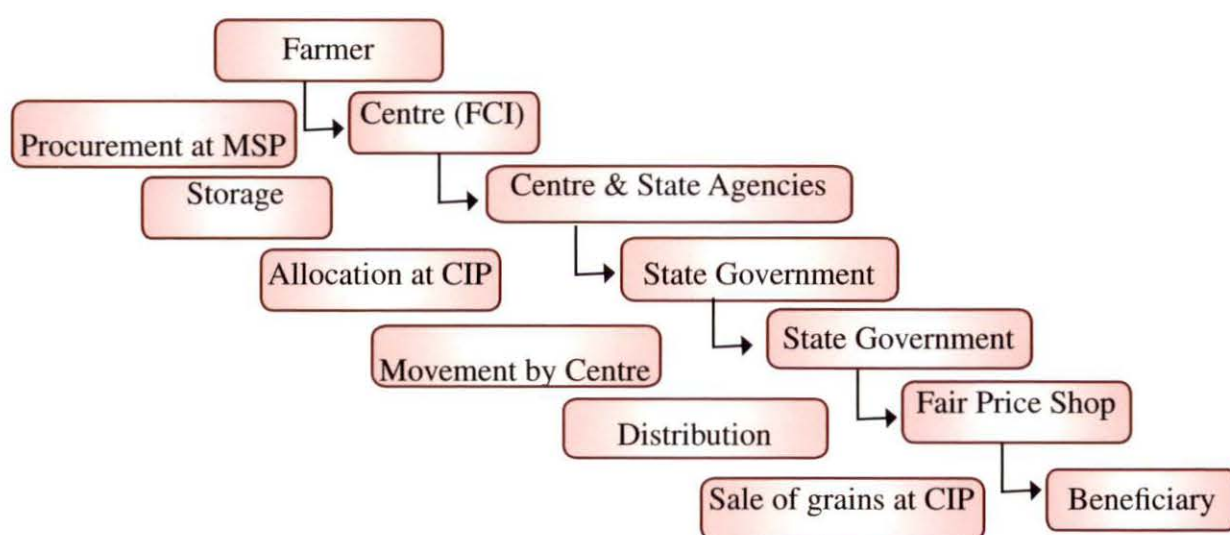 Farmer
Centre (FCI)
Procurement at MSP
Centre & State Agencies
Storage
State Government
Allocation at CIP
State Government
Movement by Centre
Fair Price Shop
Distribution
Beneficiary
Sale of grains at CIP